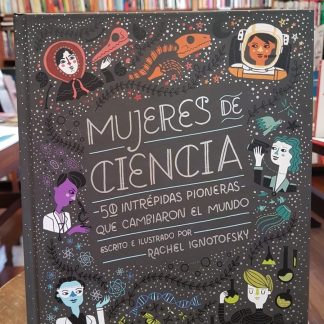 MUJERES DE
CIENCIA
50 INTRÉPIDAS PIONERAS
QUE CAMBIARON EL MUNDO
ESCRITO E ILUSTRADO POR
RACHEL IGNOTOFSKY